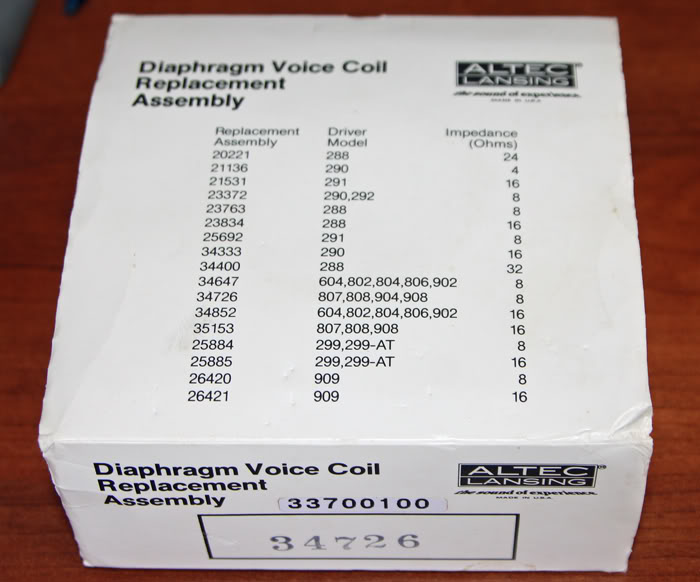 Diaphragm Voice Coil
Replacement
Assembly
ALTEC
LANSING®
the sound of experience.
MADE IN U.S.A.
Replacement Driver Impedance
Assembly Model (Ohms)
20221 288 24
21136 290 4
21531 291 16
23372 290,292 8
23763 288 8
23834 288 16
25692 291 8
34333 290 16
34400 288 32
34647 604,802,804,806,902 8
34726 807,808,904,908 8
34852 604,802,804,806,902 16
35153 807,808,908 16
25884 299,299-AT 8
25885 299,299-AT 16
26420 909 8
26421 909 16
Diaphragm Voice Coil
Replacement
Assembly
33700100
ALTEC
LANSING®
the sound of experience.
MADE IN U.S.A.
34726